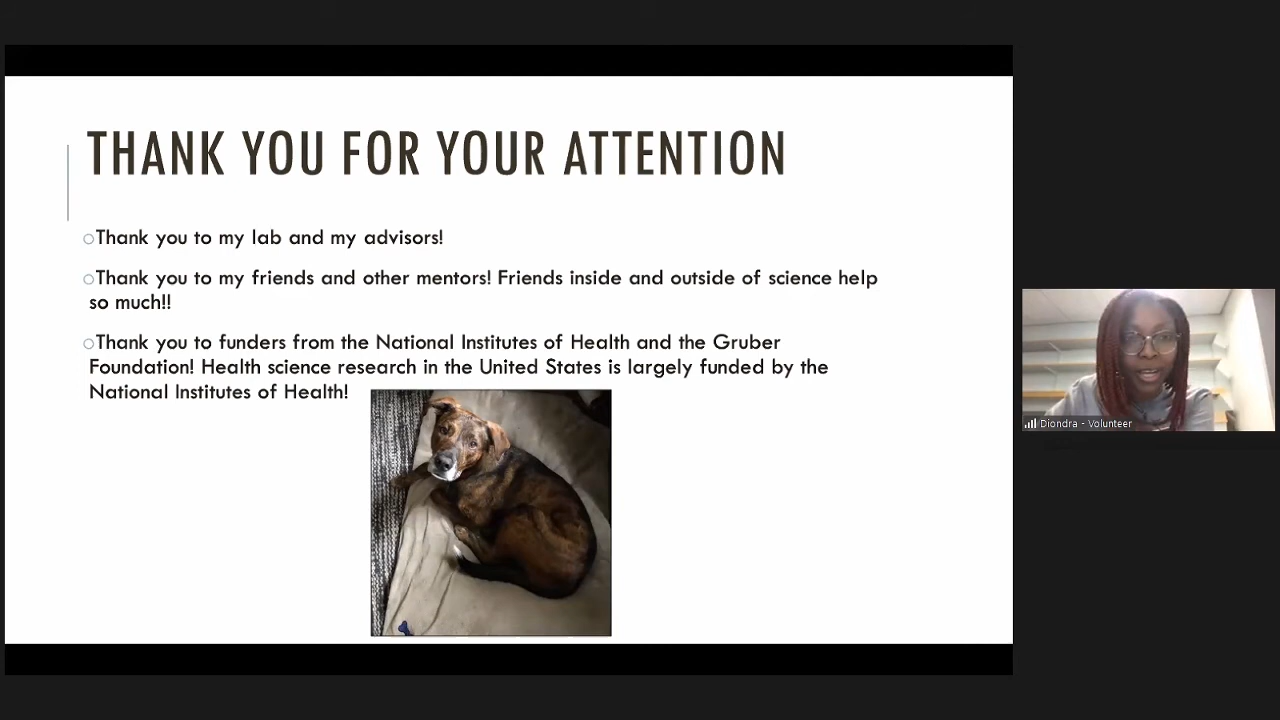 THANK YOU FOR YOUR ATTENTION
Thank you to my lab and my advisors!
Thank you to my friends and other mentors! Friends inside and outside of science help
so much!!
Thank you to funders from the National Institutes of Health and the Gruber
Foundation! Health science research in the United States is largely funded by the
National Institutes of Health!
Diondra - Volunteer